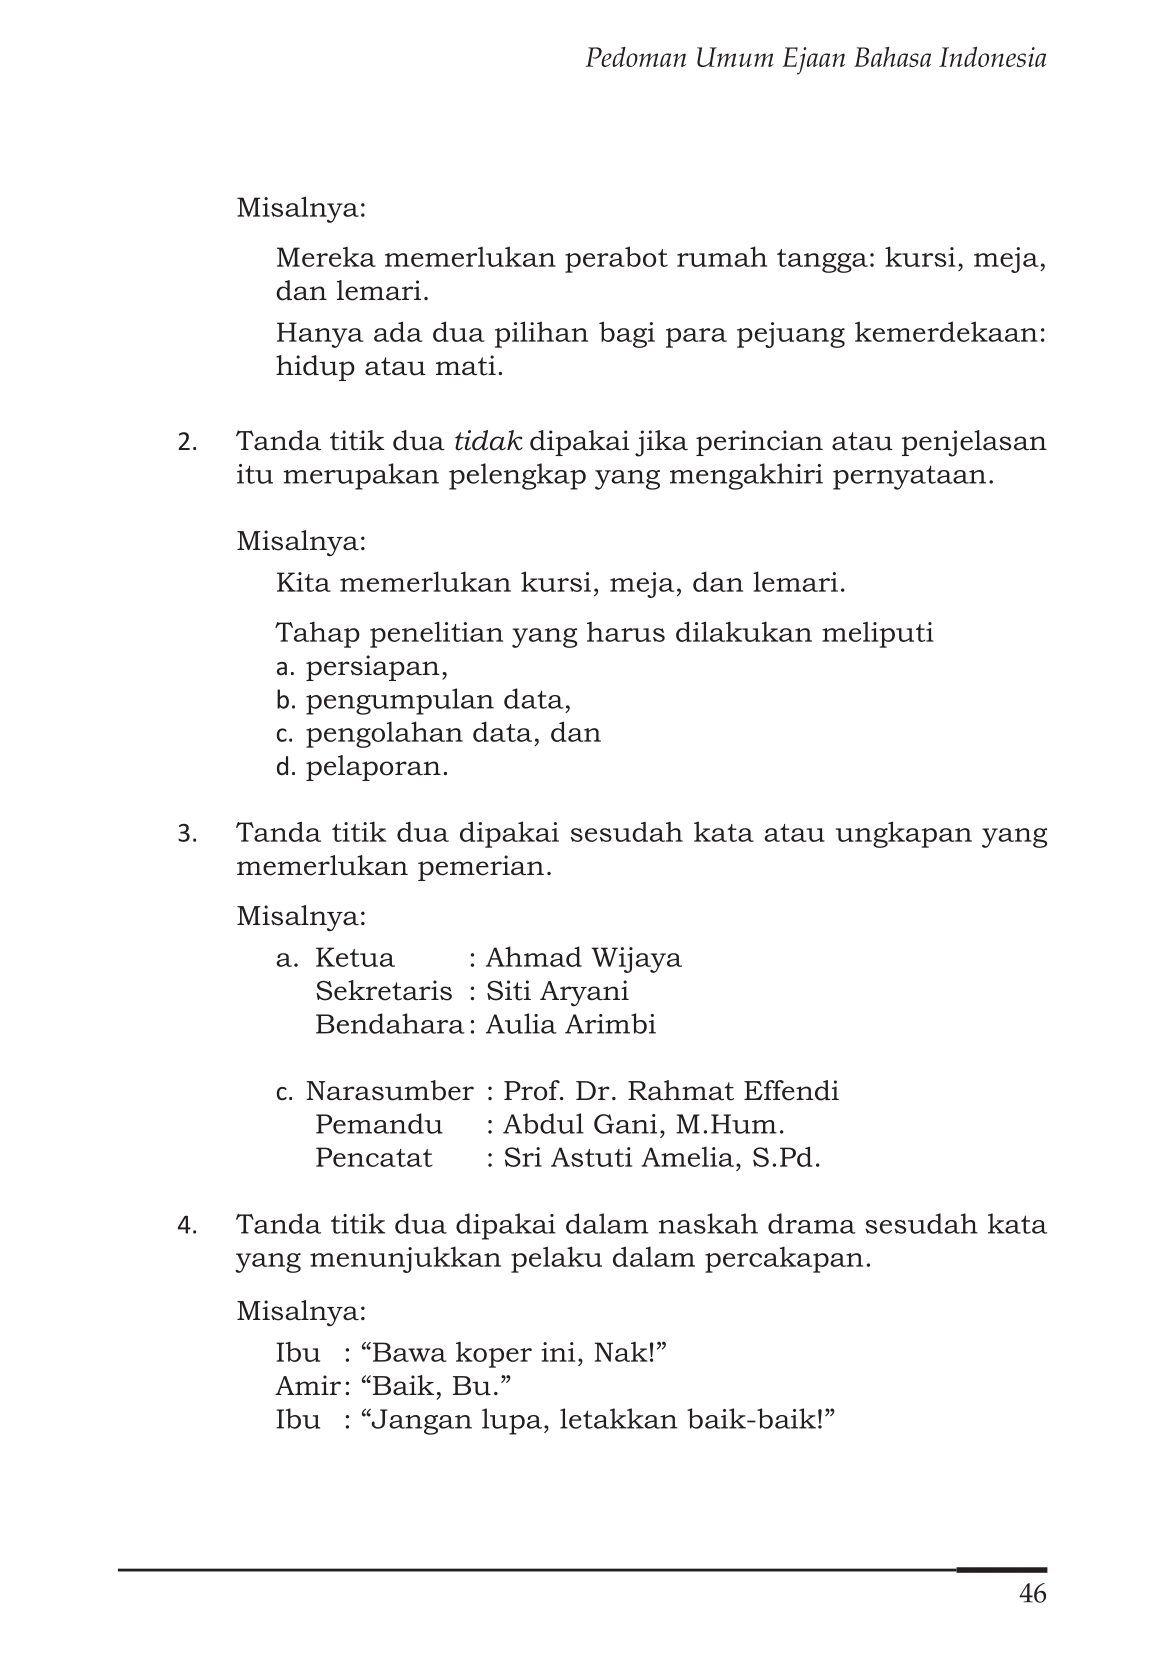 Pedoman Umum Ejaan Bahasa Indonesia
Misalnya:
Mereka memerlukan perabot rumah tangga: kursi, meja,
dan lemari.
Hanya ada dua pilihan bagi para pejuang kemerdekaan:
hidup atau mati.
2. Tanda titik dua tidak dipakai jika perincian atau penjelasan
itu merupakan pelengkap yang mengakhiri pernyataan.
Misalnya:
Kita memerlukan kursi, meja, dan lemari.
Tahap penelitian yang harus dilakukan meliputi
a. persiapan,
b. pengumpulan data,
c. pengolahan data, dan
d. pelaporan.
3. Tanda titik dua dipakai sesudah kata atau ungkapan yang
memerlukan pemerian.
Misalnya:
a. Ketua : Ahmad Wijaya
Sekretaris : Siti Aryani
Bendahara : Aulia Arimbi
c. Narasumber : Prof. Dr. Rahmat Effendi
Pemandu : Abdul Gani, M.Hum.
Pencatat : Sri Astuti Amelia, S.Pd.
4. Tanda titik dua dipakai dalam naskah drama sesudah kata
yang menunjukkan pelaku dalam percakapan.
Misalnya:
Ibu : “Bawa koper ini, Nak!”
Amir : “Baik, Bu.”
Ibu : “Jangan lupa, letakkan baik-baik!”
46